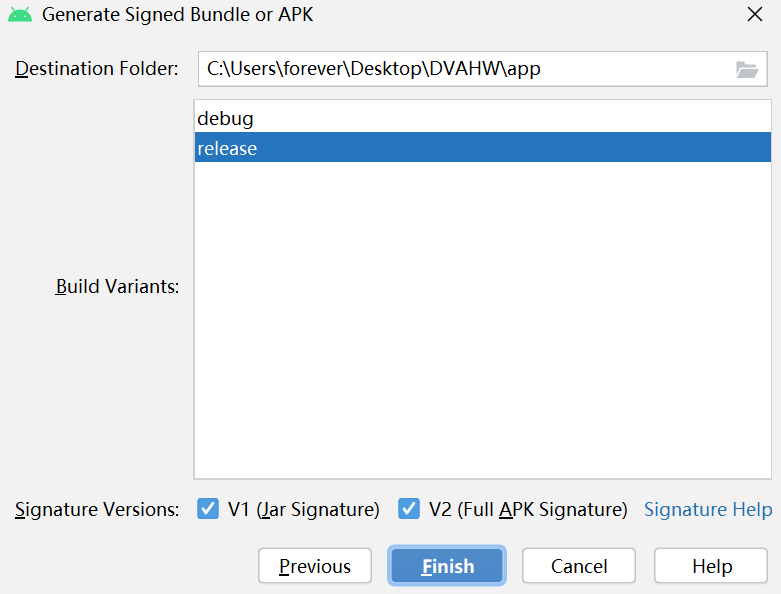 Generate Signed Bundle or APK
Destination Folder: C:\Users\forever\Desktop\DVAHW\app
debug
release
Build Variants:
Signature Versions: V1 (Jar Signature) V2 (Full APK Signature) Signature Help
Previous Finish Cancel Help